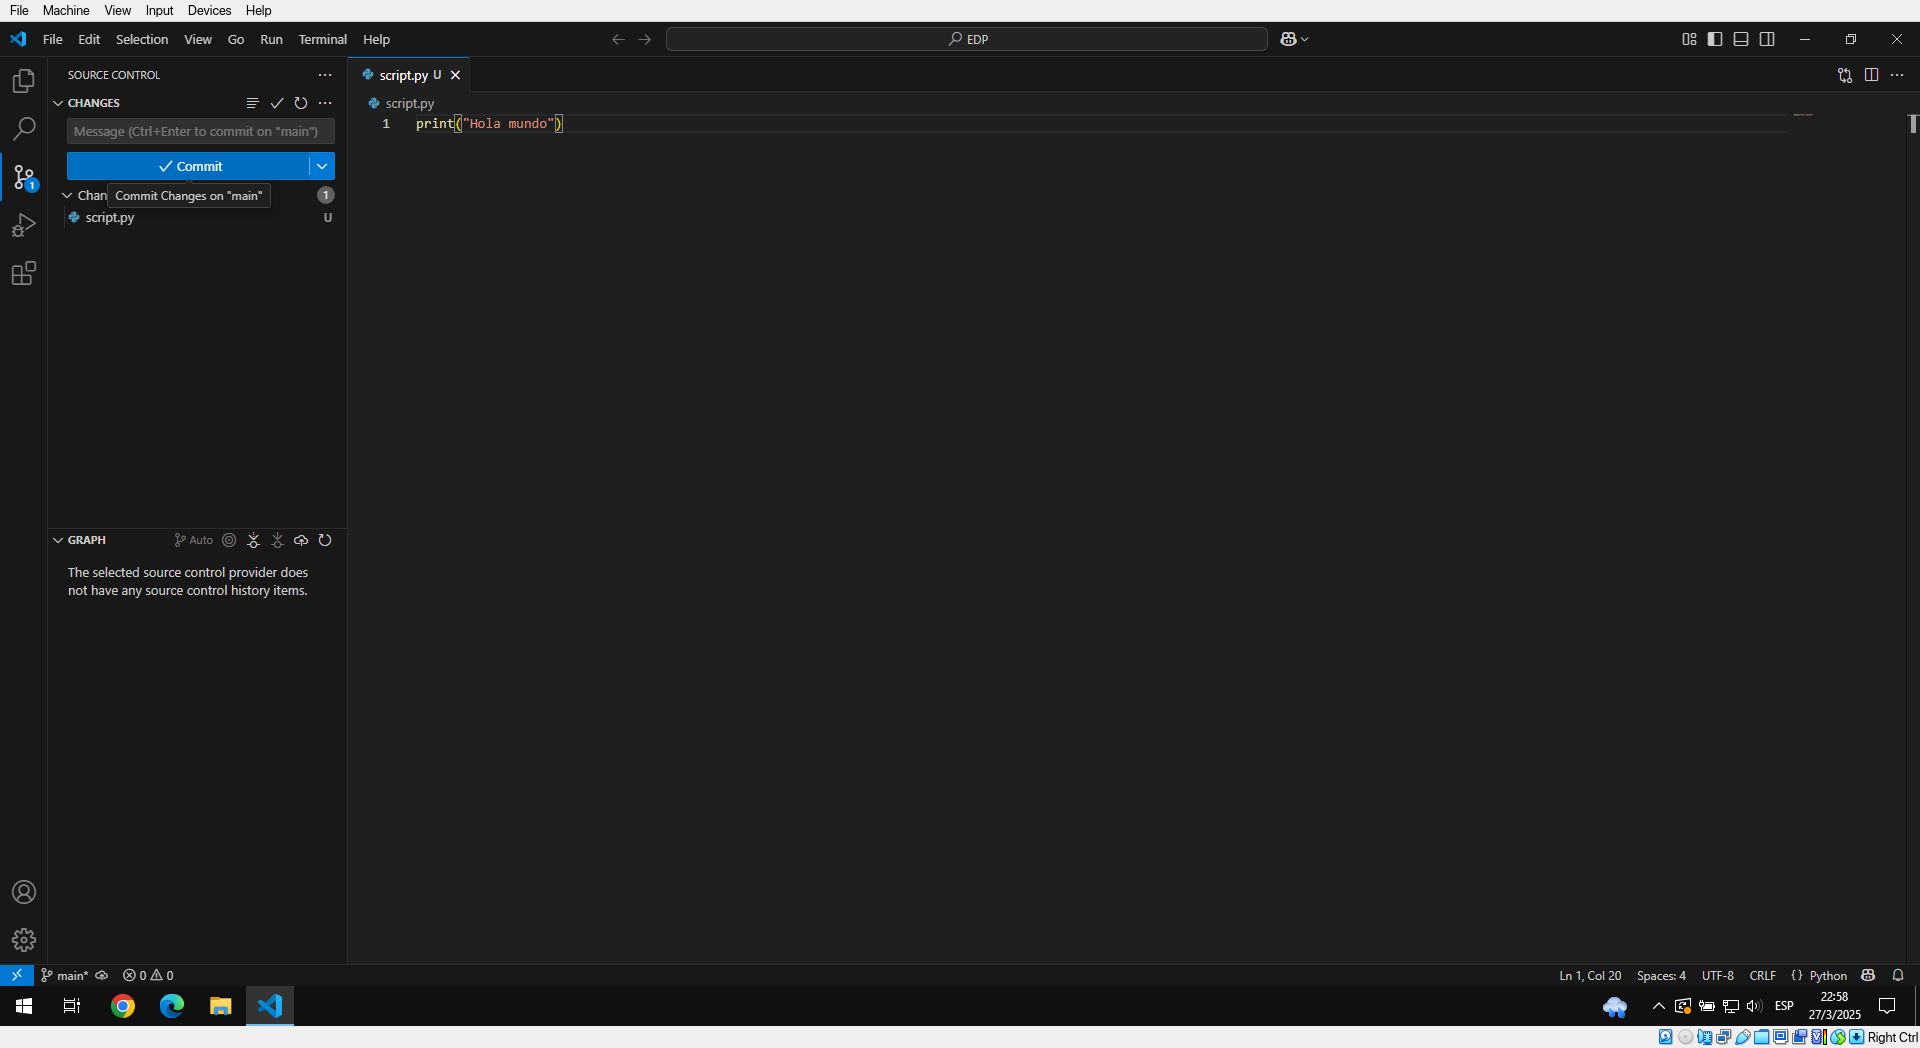 File Machine View Input Devices Help
File Edit Selection View Go Run Terminal Help
EDP
SOURCE CONTROL
script.py U
CHANGES
script.py
Message (Ctrl+Enter to commit on "main")
1 print("Hola mundo")
Commit
Chan
Commit Changes on "main"
1
1
script.py U
GRAPH
Auto
The selected source control provider does
not have any source control history items.
main*
0 0
Ln 1, Col 20 Spaces: 4 UTF-8 CRLF {} Python
ESP
22:58
27/3/2025
Right Ctrl